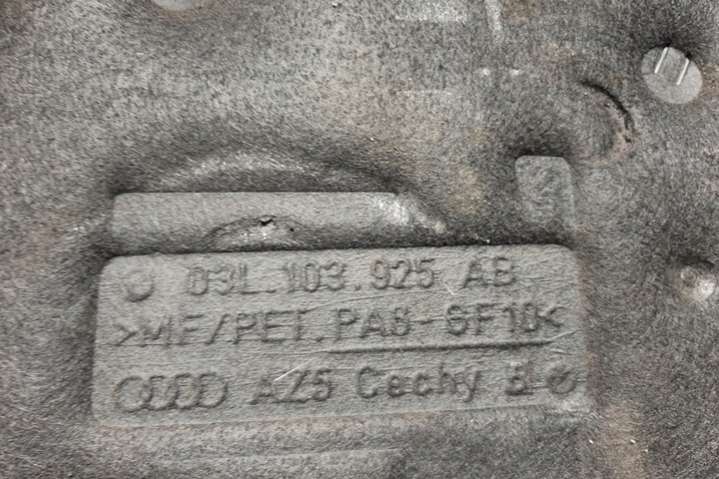 03L.103.925 AB
>MF/PET.PA6-GF10<
AZ5 Cechy